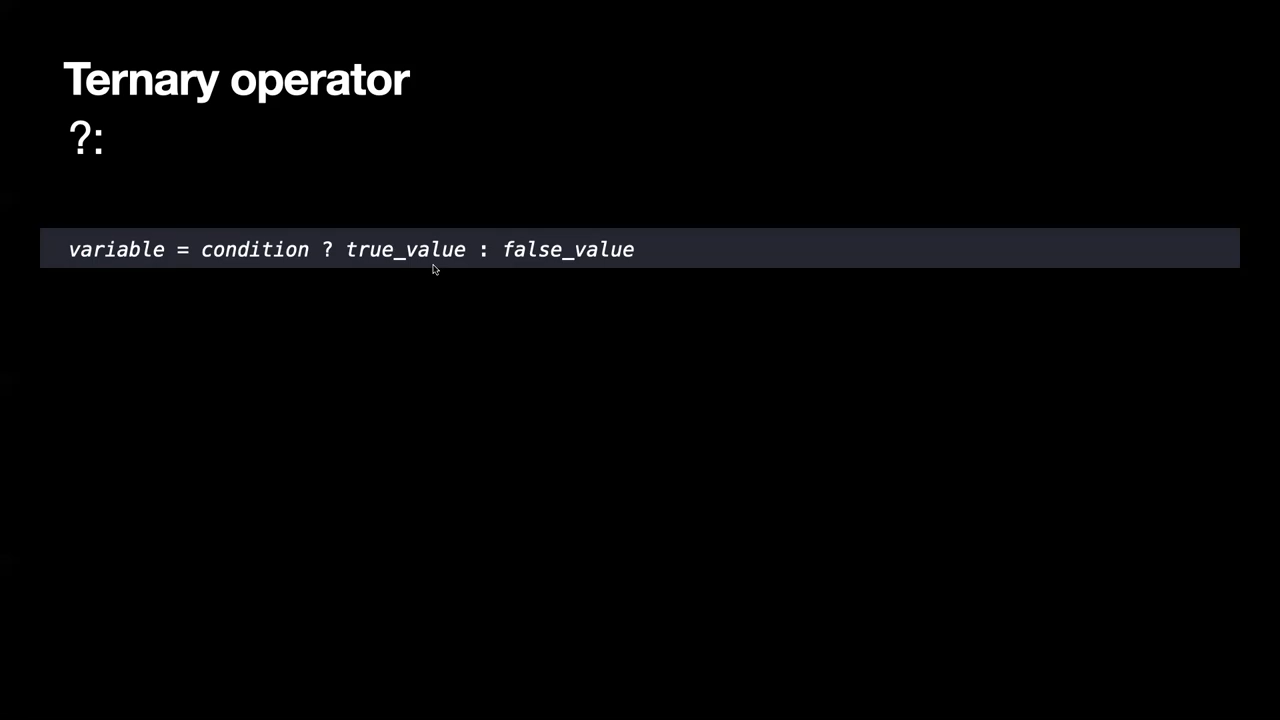 Ternary operator
?:
variable = condition ? true_value : false_value